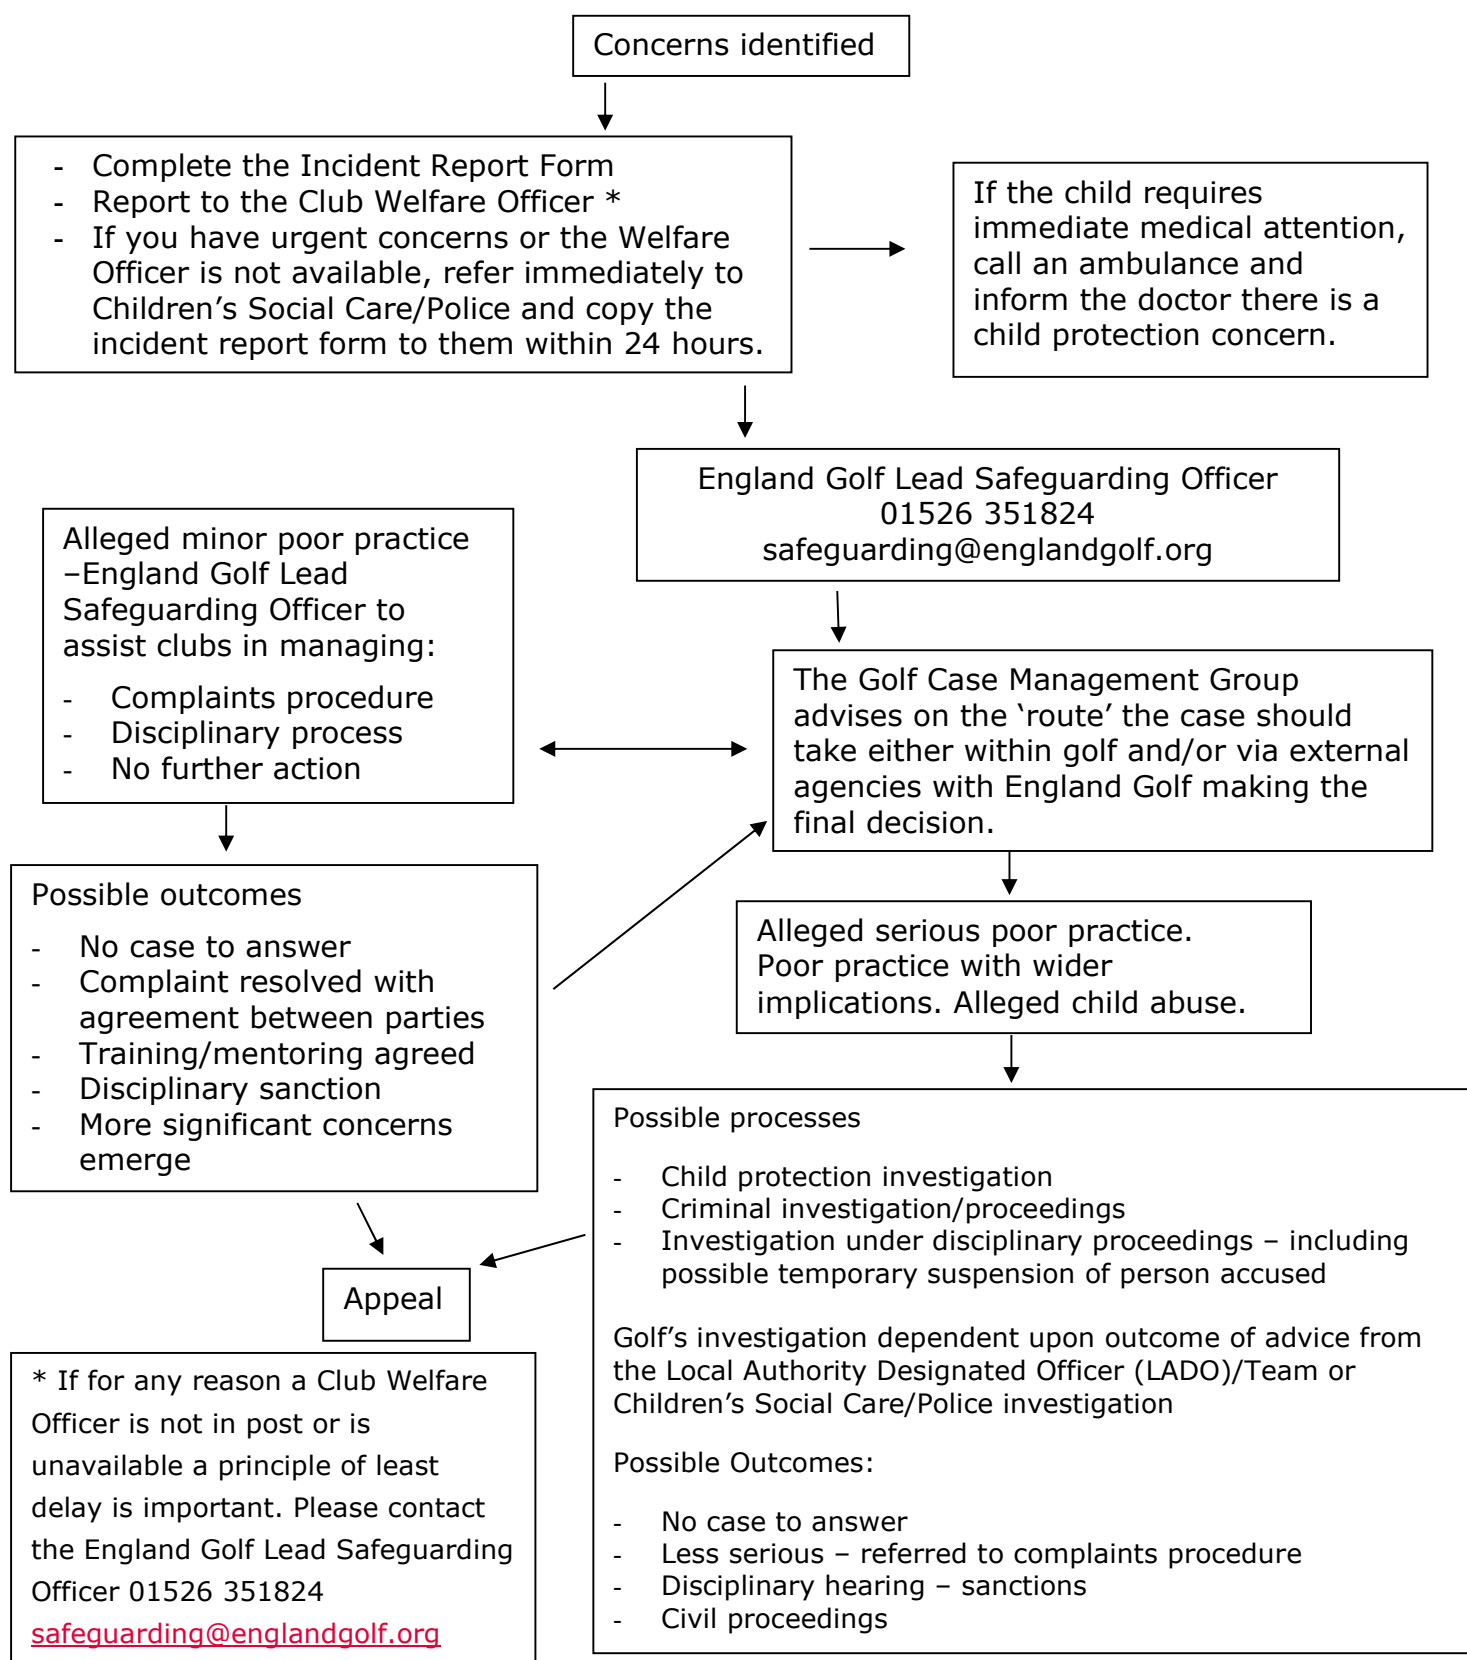 Concerns identified
- Complete the Incident Report Form
- Report to the Club Welfare Officer *
- If you have urgent concerns or the Welfare
Officer is not available, refer immediately to
Children’s Social Care/Police and copy the
incident report form to them within 24 hours.
If the child requires
immediate medical attention,
call an ambulance and
inform the doctor there is a
child protection concern.
England Golf Lead Safeguarding Officer
01526 351824
safeguarding@englandgolf.org
Alleged minor poor practice
–England Golf Lead
Safeguarding Officer to
assist clubs in managing:
- Complaints procedure
- Disciplinary process
- No further action
The Golf Case Management Group
advises on the ‘route’ the case should
take either within golf and/or via external
agencies with England Golf making the
final decision.
Possible outcomes
- No case to answer
- Complaint resolved with
agreement between parties
- Training/mentoring agreed
- Disciplinary sanction
- More significant concerns
emerge
Alleged serious poor practice.
Poor practice with wider
implications. Alleged child abuse.
Possible processes
- Child protection investigation
- Criminal investigation/proceedings
- Investigation under disciplinary proceedings – including
possible temporary suspension of person accused
Golf’s investigation dependent upon outcome of advice from
the Local Authority Designated Officer (LADO)/Team or
Children’s Social Care/Police investigation
Possible Outcomes:
- No case to answer
- Less serious – referred to complaints procedure
- Disciplinary hearing – sanctions
- Civil proceedings
Appeal
* If for any reason a Club Welfare
Officer is not in post or is
unavailable a principle of least
delay is important. Please contact
the England Golf Lead Safeguarding
Officer 01526 351824
safeguarding@englandgolf.org